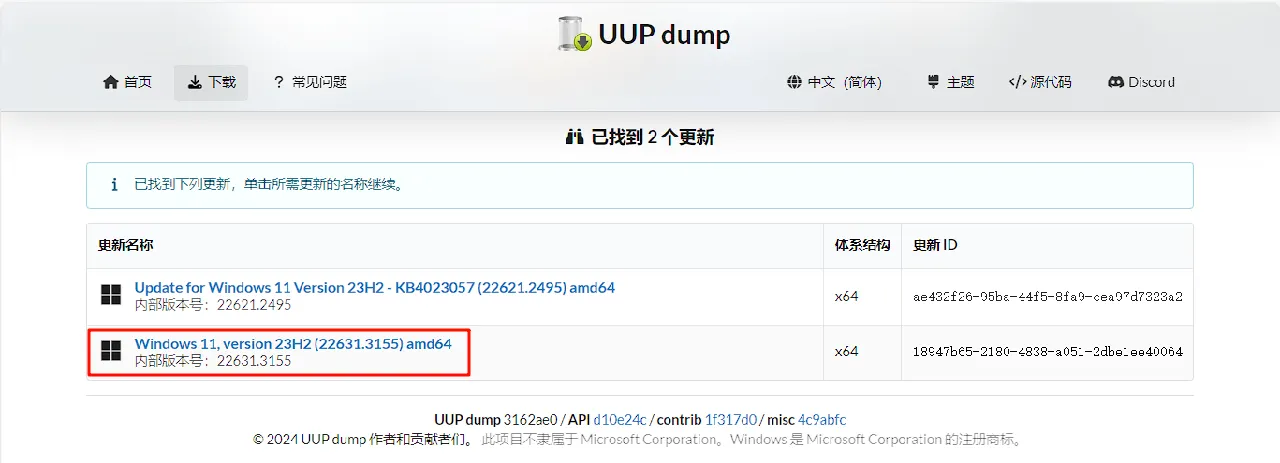 UUP dump
首页 下载 ? 常见问题 中文（简体） 主题 </> 源代码 Discord
已找到 2 个更新
已找到下列更新，单击所需更新的名称继续。
更新名称 体系结构 更新 ID
Update for Windows 11 Version 23H2 - KB4023057 (22621.2495) amd64
内部版本号：22621.2495
x64 ae432f26-95ba-44f5-8fa9-cea97d7323a2
Windows 11, version 23H2 (22631.3155) amd64
内部版本号：22631.3155
x64 18947b65-2180-4838-a051-2dbe1ee40064
UUP dump 3162ae0 / API d10e24c / contrib 1f317d0 / misc 4c9abfc
© 2024 UUP dump 作者和贡献者们。 此项目不隶属于 Microsoft Corporation。Windows 是 Microsoft Corporation 的注册商标。